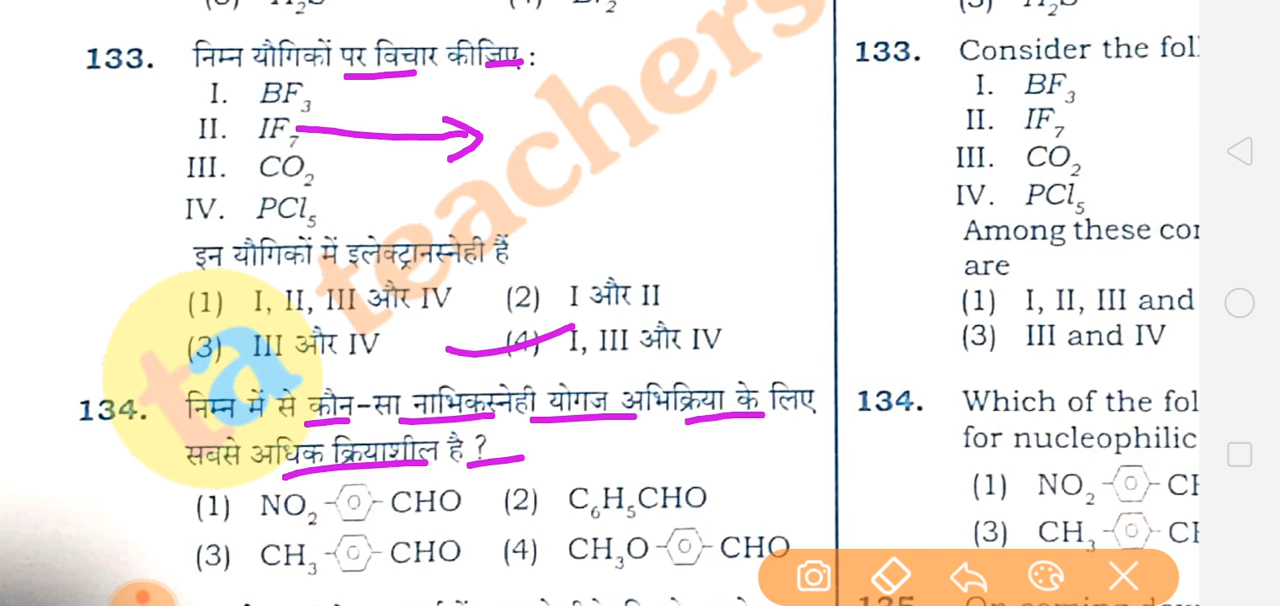 133. निम्न यौगिकों पर विचार कीजिए :
I. BF₃
II. IF₇
III. CO₂
IV. PCl₅
इन यौगिकों में इलेक्ट्रानस्नेही हैं
(1) I, II, III और IV (2) I और II
(3) III और IV (4) I, III और IV
134. निम्न में से कौन-सा नाभिकस्नेही योगज अभिक्रिया के लिए
सबसे अधिक क्रियाशील है ?
(1) NO₂ CHO (2) C₆H₅CHO
(3) CH₃ CHO (4) CH₃O CHO
133. Consider the fol
I. BF₃
II. IF₇
III. CO₂
IV. PCl₅
Among these
are
(1) I, II, III and
(3) III and IV
134. Which of the fol
for nucleophilic
(1) NO₂
(3) CH₃
ta teachers